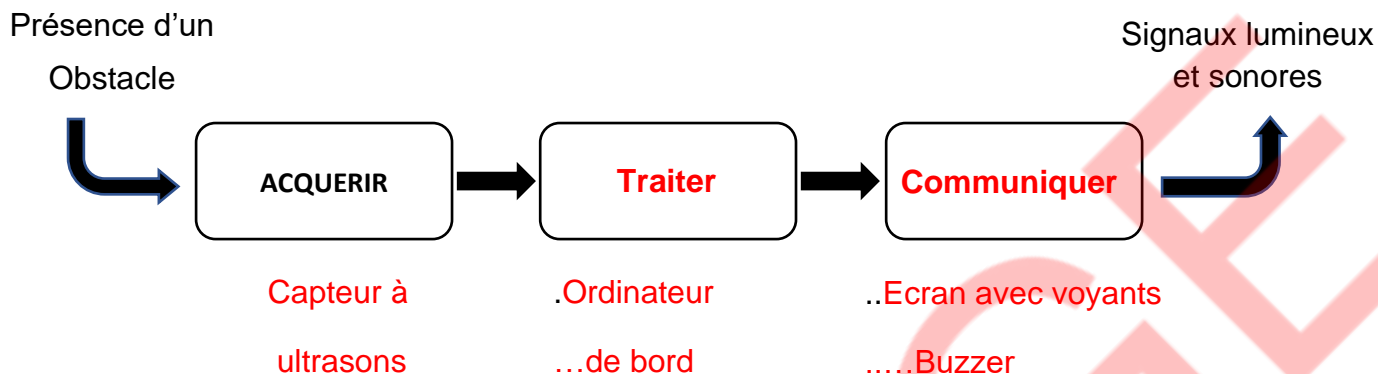 Présence d’un
Obstacle
Signaux lumineux
et sonores
ACQUERIR
Traiter
Communiquer
Capteur à
ultrasons
.Ordinateur
…de bord
..Ecran avec voyants
..…Buzzer